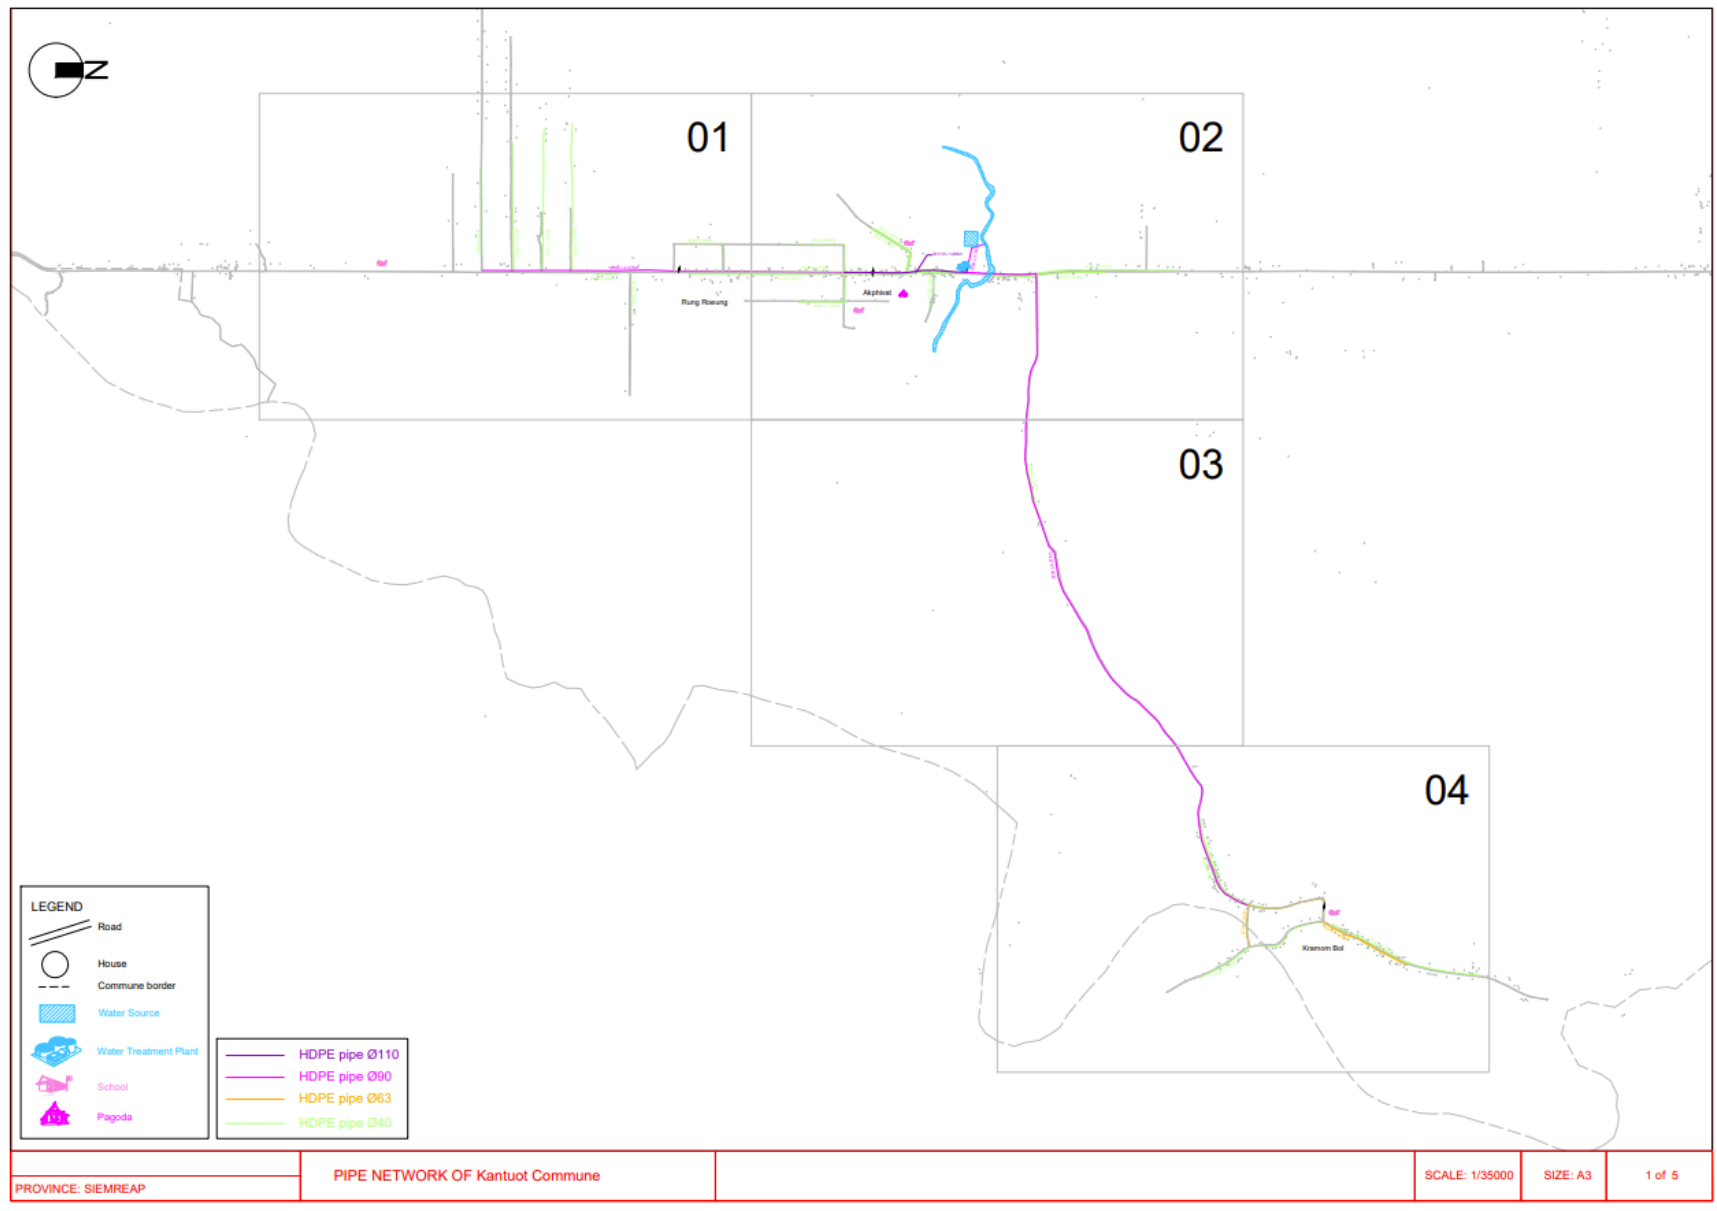 N
01
02
Rung Roeung
Akphivat
03
04
Kramom Bol
LEGEND
Road
House
Commune border
Water Source
Water Treatment Plant
School
Pagoda
HDPE pipe Ø110
HDPE pipe Ø90
HDPE pipe Ø63
HDPE pipe Ø40
PROVINCE: SIEMREAP
PIPE NETWORK OF Kantuot Commune
SCALE: 1/35000
SIZE: A3
1 of 5